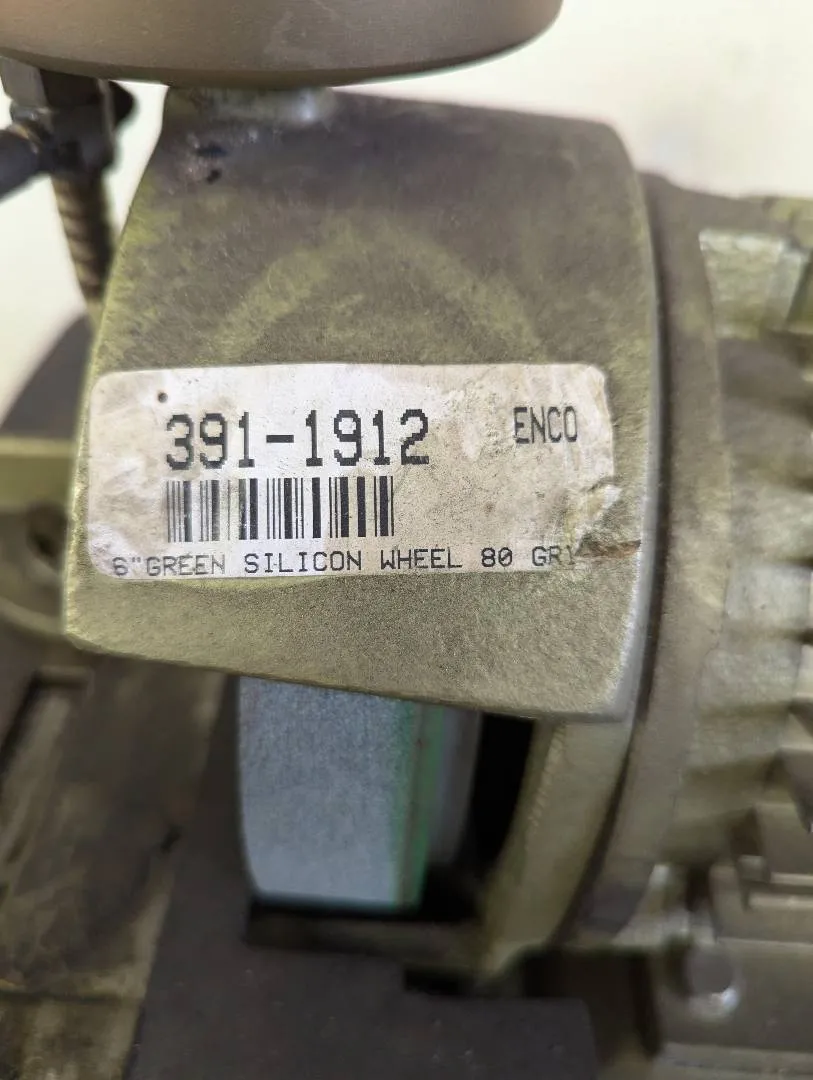 391-1912 ENCO
6"GREEN SILICON WHEEL 80